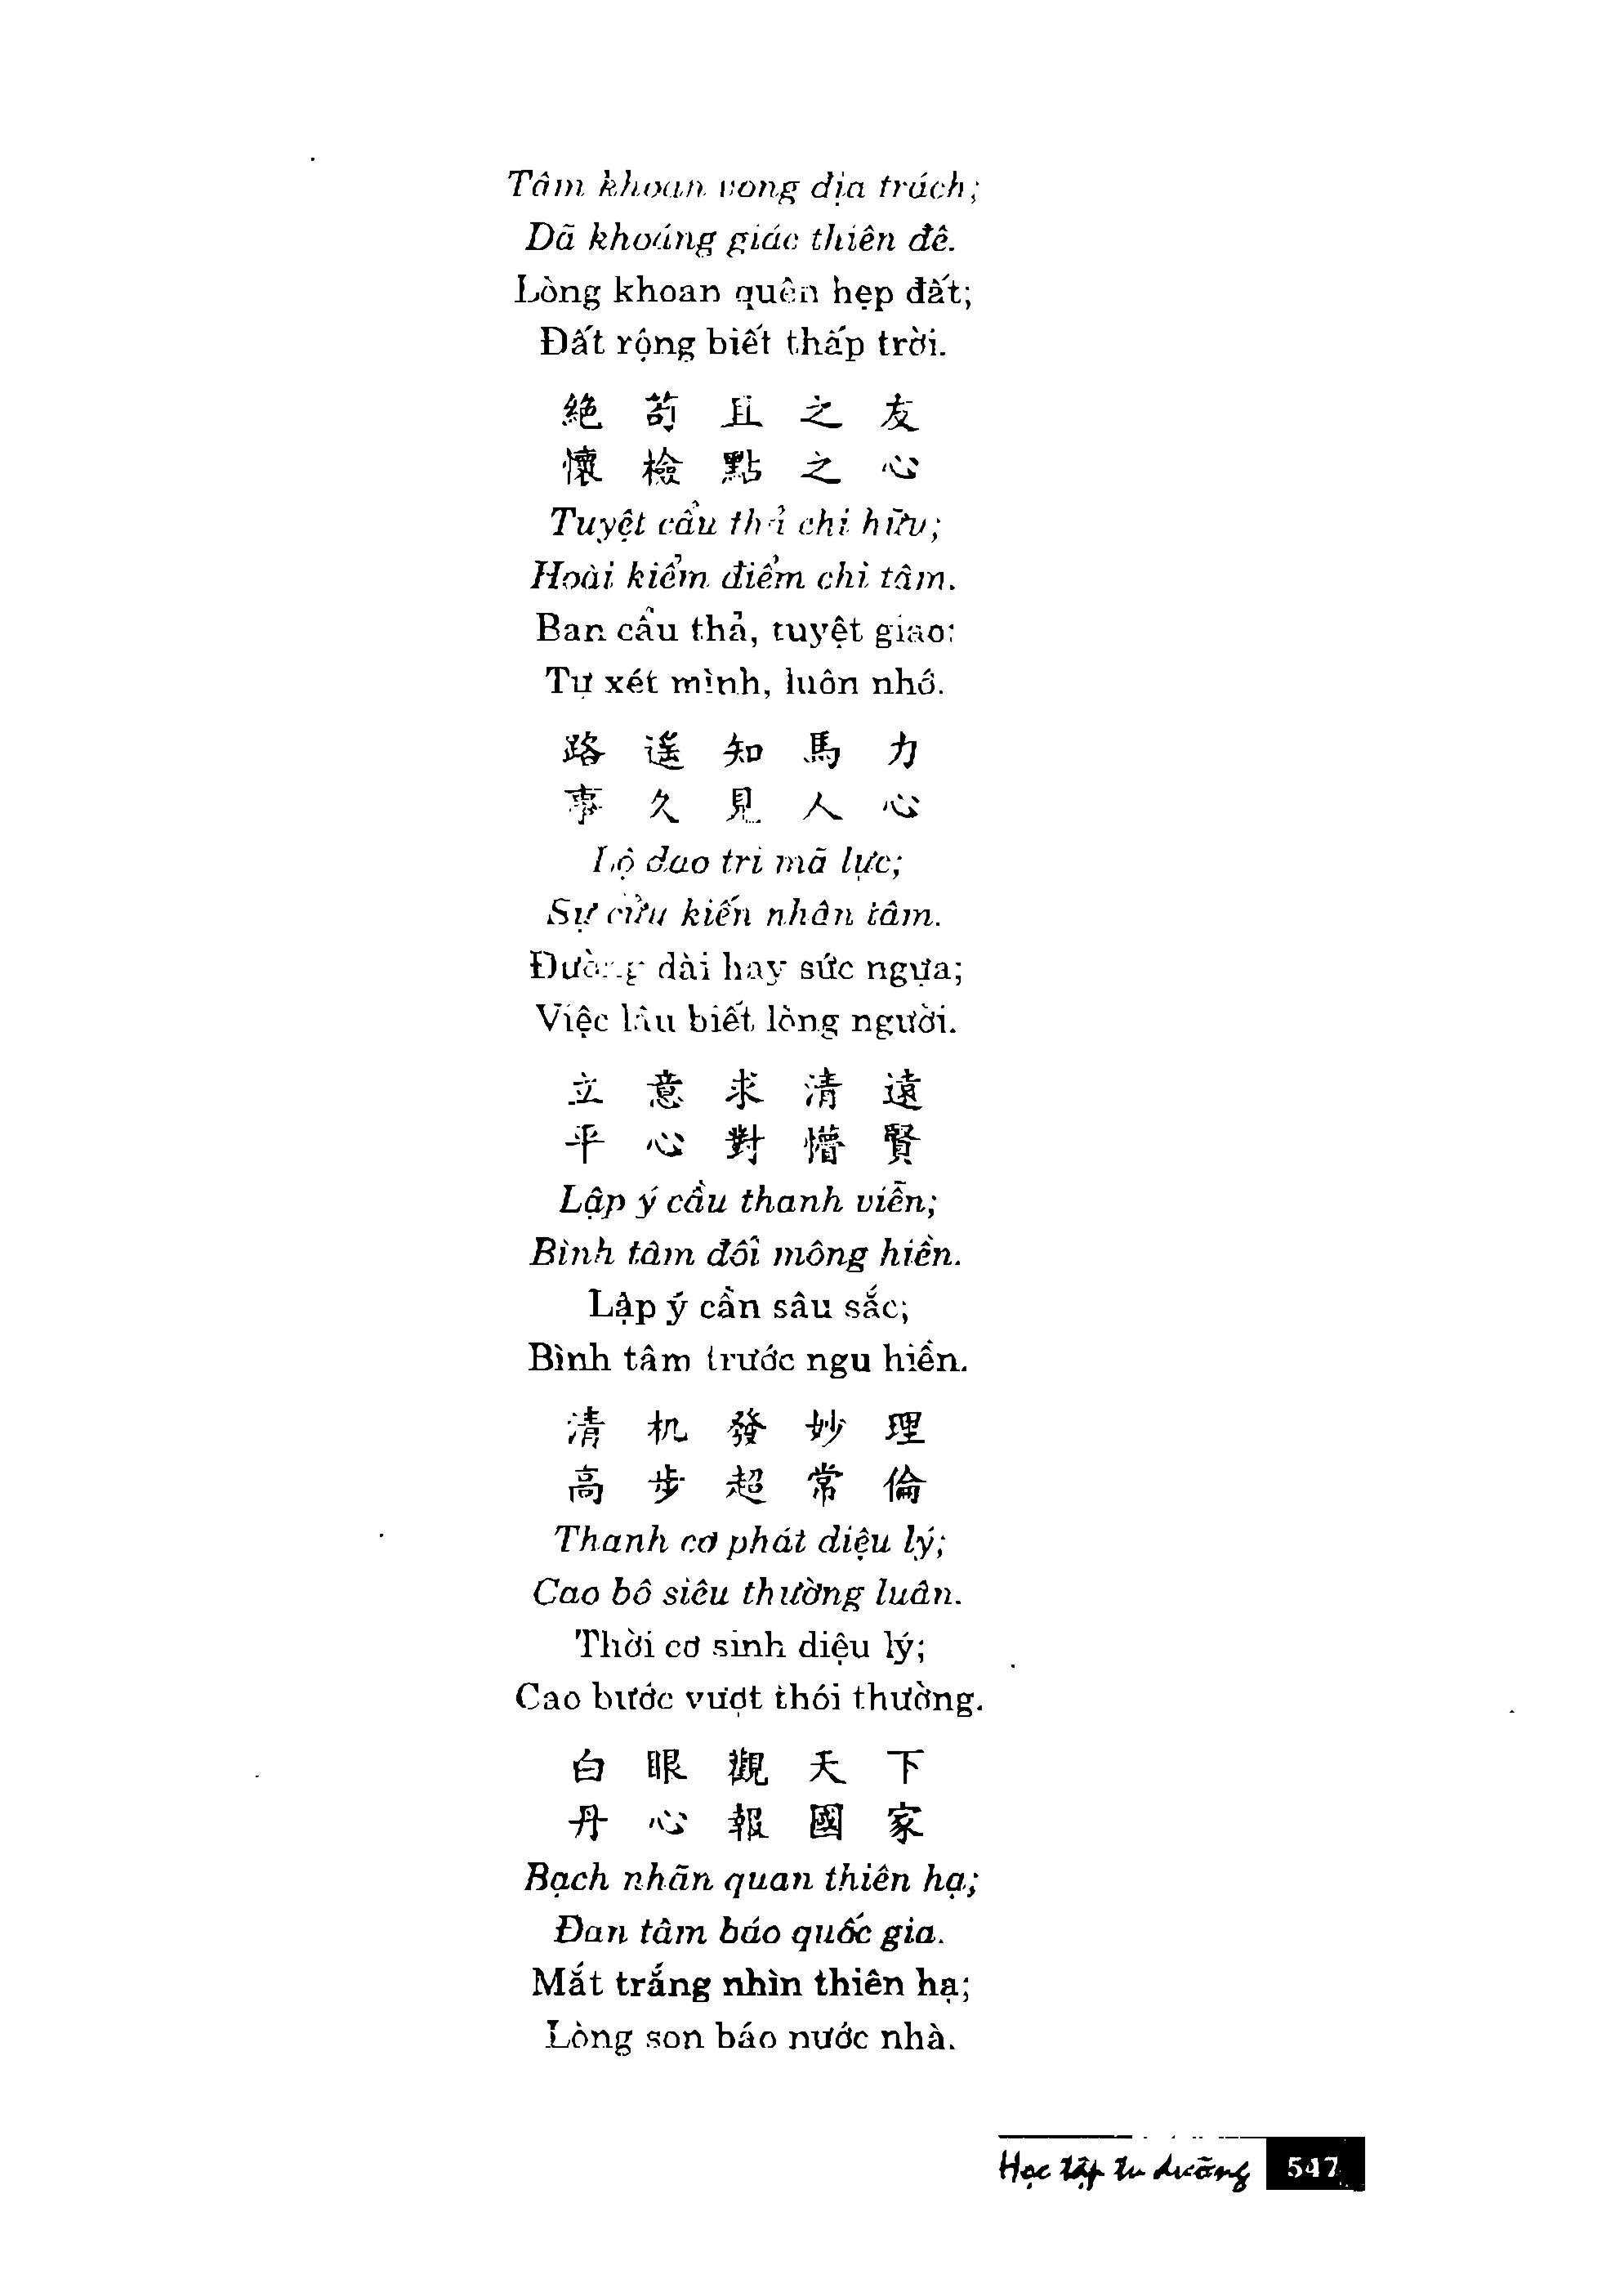 Tâm khoan vong địa trách;
Dã khoáng giác thiên đê.
Lòng khoan quên hẹp đất;
Đất rộng biết thấp trời.
絶 苟 且 之 友
懷 檢 點 之 心
Tuyệt cẩu thả chi hữu;
Hoài kiểm điểm chi tâm.
Bạn cẩu thả, tuyệt giao;
Tự xét mình, luôn nhớ.
路 遙 知 馬 力
事 久 見 人 心
Lộ dao tri mã lực;
Sự cửu kiến nhân tâm.
Đường dài hay sức ngựa;
Việc lâu biết lòng người.
立 意 求 清 遠
平 心 對 懵 賢
Lập ý cầu thanh viễn;
Bình tâm đối mông hiền.
Lập ý cần sâu sắc;
Bình tâm trước ngu hiền.
清 机 發 妙 理
高 步 超 常 倫
Thanh cơ phát diệu lý;
Cao bô siêu thường luân.
Thời cơ sinh diệu lý;
Cao bước vượt thói thường.
白 眼 觀 天 下
丹 心 報 國 家
Bạch nhãn quan thiên hạ;
Đan tâm báo quốc gia.
Mắt trắng nhìn thiên hạ;
Lòng son báo nước nhà.
Học tập tu dưỡng 547